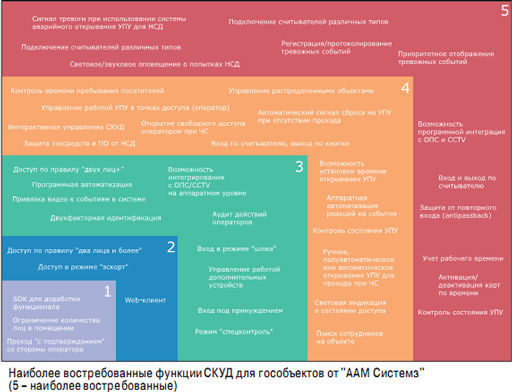 5
Сигнал тревоги при использовании системы
аварийного открывания УПУ для НСД
Подключение считывателей различных типов
Подключение считывателей различных типов
Регистрация/протоколирование
тревожных событий
Приоритетное отображение
тревожных событий
Световое/звуковое оповещение о попытках НСД
4
Контроль времени пребывания посетителей
Управление распределенными объектами
Управление работой УПУ в точках доступа (оператор)
Автоматический сигнал сброса на УПУ
при отсутствии прохода
Интерактивное управление СКУД
Открытие свободного доступа
оператором при ЧС
Защита техсредств и ПО от НСД
Вход по считывателю, выход по кнопке
Возможность
программной интеграция
с ОПС и CCTV
3
Доступ по правилу "двух лиц+"
Возможность
интегрирования
с ОПС/CCTV
на аппаратном уровне
Программная автоматизация
Привязка видео к событиям в системе
Двухфакторная идентификация
Аудит действий
операторов
Возможность
установки времени
открывания УПУ
Аппаратная
автоматизация
реакций на события
Контроль состояния УПУ
Вход и выход по
считывателю
Защита от повторного
входа (antipassback)
2
Доступ по правилу "два лица и более"
Доступ в режиме "эскорт"
Вход в режиме "шлюз"
Управление работой
дополнительных
устройств
Ручное,
полуавтоматическое
или автоматическое
открывание УПУ для
прохода при ЧС
Учет рабочего времени
Активация/
деактивация карт
по времени
1
SDK для доработки
функционала
Ограничение количества
лиц в помещении
Проход "с подтверждением"
со стороны оператора
Web-клиент
Вход под принуждением
Режим "спецконтроль"
Световая индикация
о состоянии доступа
Поиск сотрудников
на объекте
Контроль состояния УПУ
Наиболее востребованные функции СКУД для гособъектов от "ААМ Системз"
(5 – наиболее востребованные)